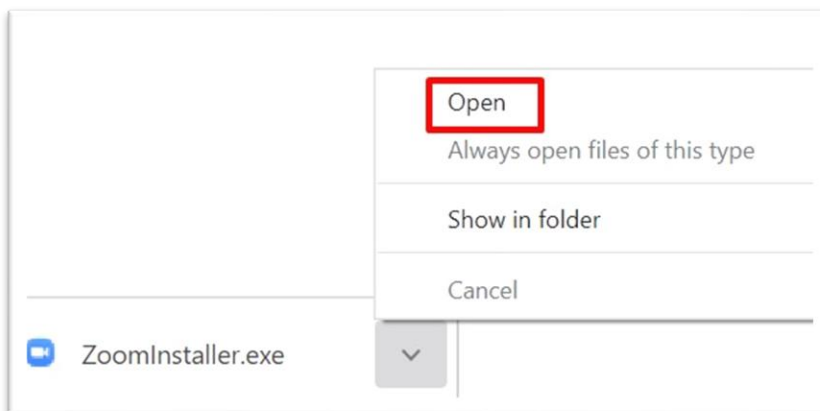 Open
Always open files of this type
Show in folder
Cancel
ZoomInstaller.exe